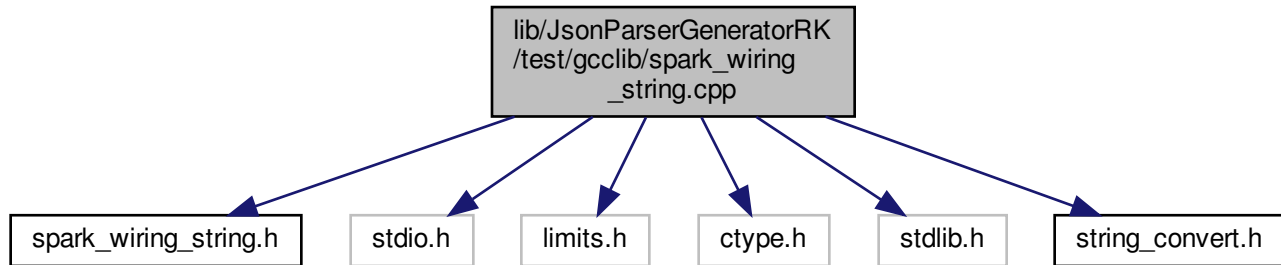 lib/JsonParserGeneratorRK
/test/gcclib/spark_wiring
_string.cpp
spark_wiring_string.h
stdio.h
limits.h
ctype.h
stdlib.h
string_convert.h